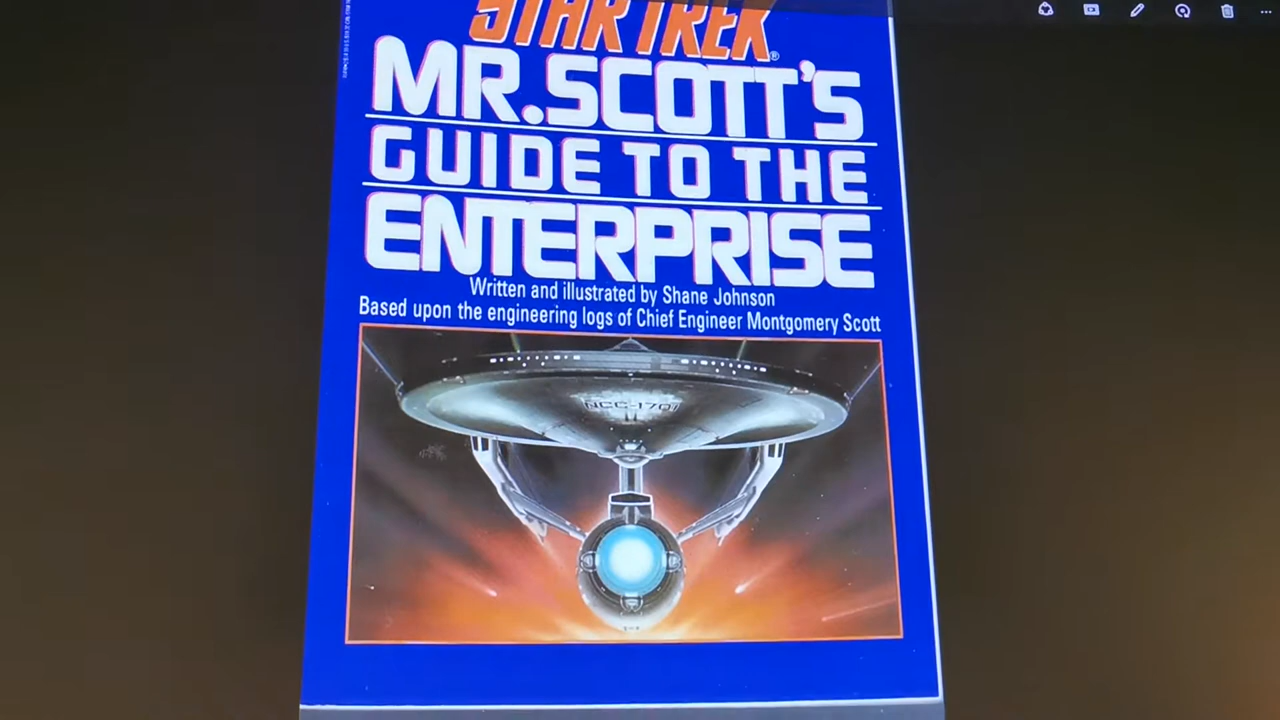 STAR TREK®
MR. SCOTT'S
GUIDE TO THE
ENTERPRISE
Written and illustrated by Shane Johnson
Based upon the engineering logs of Chief Engineer Montgomery Scott
NCC-1701